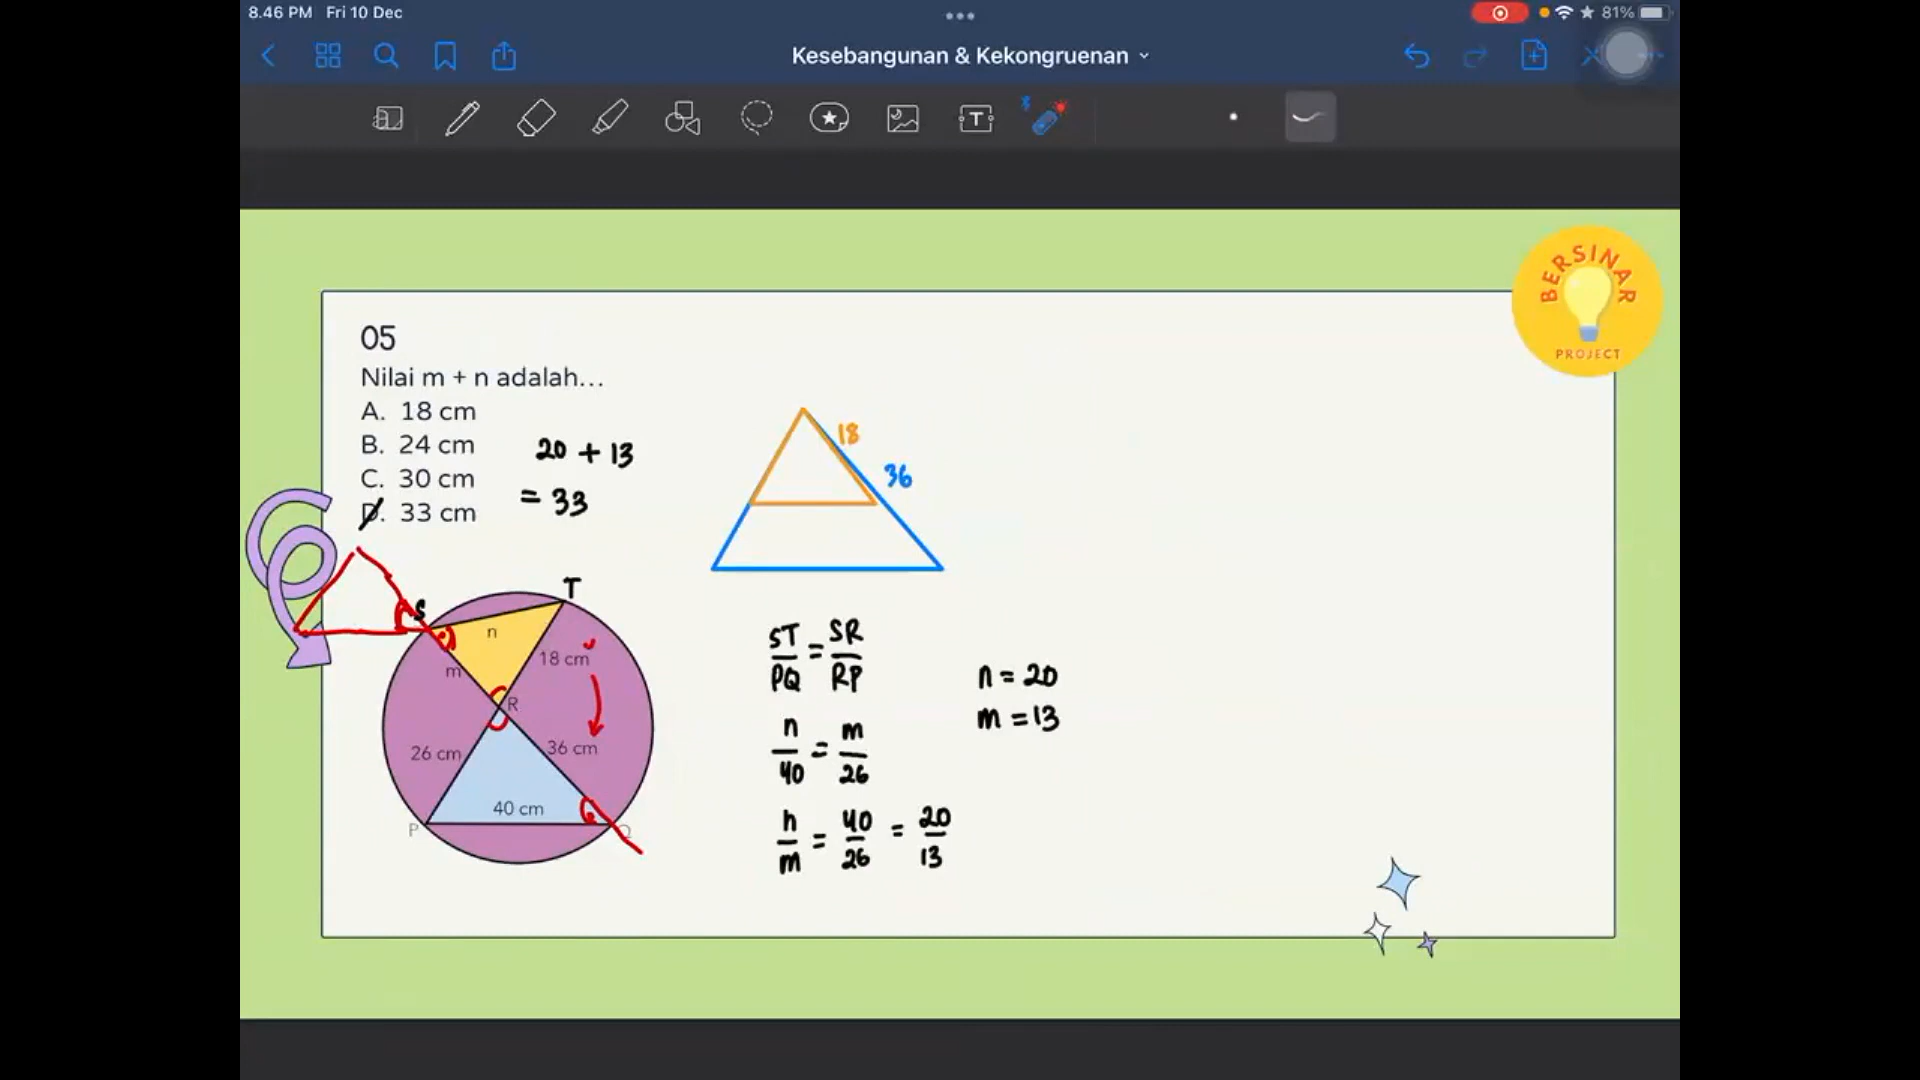 8.46 PM Fri 10 Dec
81%
Kesebangunan & Kekongruenan
T
BERSINAR
PROJECT
05
Nilai m + n adalah...
A. 18 cm
B. 24 cm
C. 30 cm
D. 33 cm
20 + 13
= 33
18
36
S
T
n
m
18 cm
R
26 cm
36 cm
40 cm
P
Q
ST/PQ = SR/RP
n/40 = m/26
n/m = 40/26 = 20/13
n = 20
m = 13